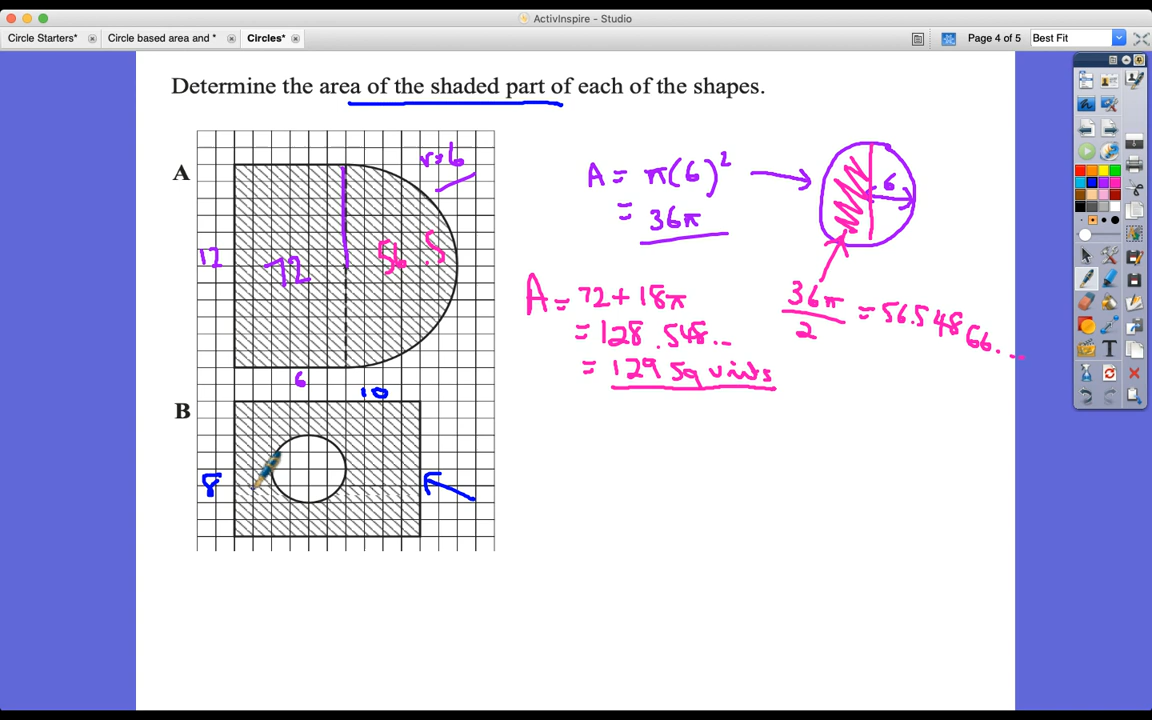 ActivInspire - Studio
Circle Starters*
Circle based area and *
Circles*
Page 4 of 5
Best Fit
Determine the area of the shaded part of each of the shapes.
A
r=6
12
72
56.5
6
A = π(6)²
= 36π
6
36π/2 = 56.54866...
A = 72 + 18π
= 128.548...
= 129 sq units
B
10
8
T